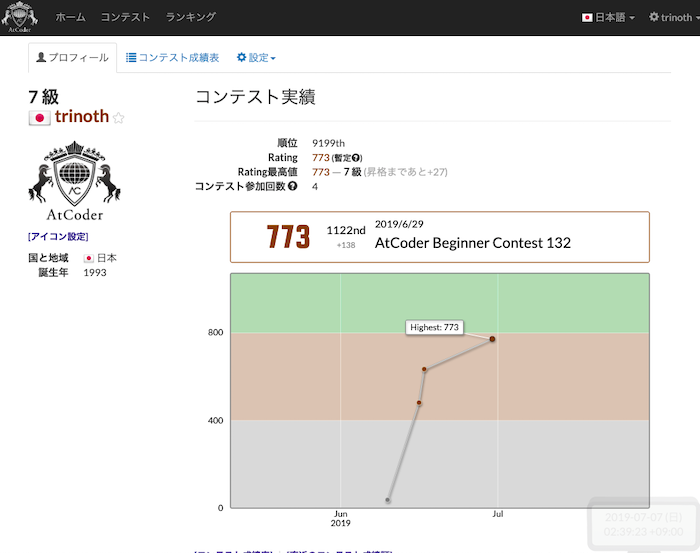 AtCoder ホーム コンテスト ランキング 日本語 trinoth
プロフィール コンテスト成績表 設定
7 級
trinoth
AC
AtCoder
[アイコン設定]
国と地域 日本
誕生年 1993
コンテスト実績
順位 9199th
Rating 773 (暫定?)
Rating最高値 773 ― 7 級 (昇格まであと+27)
コンテスト参加回数 ? 4
773
1122nd
+138
2019/6/29
AtCoder Beginner Contest 132
Highest: 773
800
400
0
Jun
2019
Jul
2019-07-07 (日)
02:39:23 +09:00